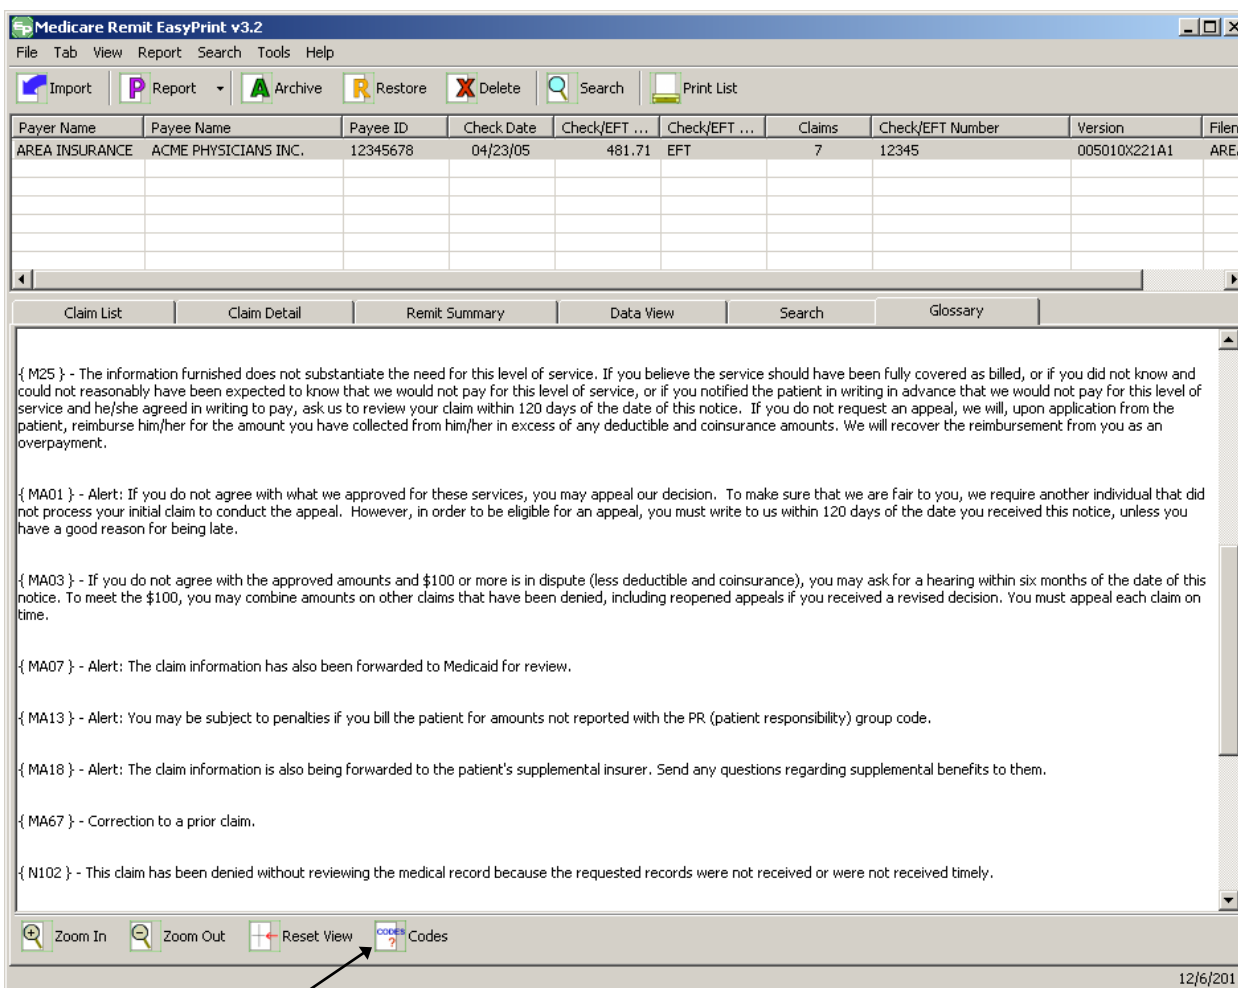 Medicare Remit EasyPrint v3.2
File Tab View Report Search Tools Help
Import P Report A Archive R Restore X Delete Search Print List
Payer Name Payee Name Payee ID Check Date Check/EFT ... Check/EFT ... Claims Check/EFT Number Version Filen
AREA INSURANCE ACME PHYSICIANS INC. 12345678 04/23/05 481.71 EFT 7 12345 005010X221A1 ARE
Claim List Claim Detail Remit Summary Data View Search Glossary
{ M25 } - The information furnished does not substantiate the need for this level of service. If you believe the service should have been fully covered as billed, or if you did not know and
could not reasonably have been expected to know that we would not pay for this level of service, or if you notified the patient in writing in advance that we would not pay for this level of
service and he/she agreed in writing to pay, ask us to review your claim within 120 days of the date of this notice. If you do not request an appeal, we will, upon application from the
patient, reimburse him/her for the amount you have collected from him/her in excess of any deductible and coinsurance amounts. We will recover the reimbursement from you as an
overpayment.
{ MA01 } - Alert: If you do not agree with what we approved for these services, you may appeal our decision. To make sure that we are fair to you, we require another individual that did
not process your initial claim to conduct the appeal. However, in order to be eligible for an appeal, you must write to us within 120 days of the date you received this notice, unless you
have a good reason for being late.
{ MA03 } - If you do not agree with the approved amounts and $100 or more is in dispute (less deductible and coinsurance), you may ask for a hearing within six months of the date of this
notice. To meet the $100, you may combine amounts on other claims that have been denied, including reopened appeals if you received a revised decision. You must appeal each claim on
time.
{ MA07 } - Alert: The claim information has also been forwarded to Medicaid for review.
{ MA13 } - Alert: You may be subject to penalties if you bill the patient for amounts not reported with the PR (patient responsibility) group code.
{ MA18 } - Alert: The claim information is also being forwarded to the patient's supplemental insurer. Send any questions regarding supplemental benefits to them.
{ MA67 } - Correction to a prior claim.
{ N102 } - This claim has been denied without reviewing the medical record because the requested records were not received or were not received timely.
Zoom In Zoom Out Reset View CODES ? Codes
12/6/201